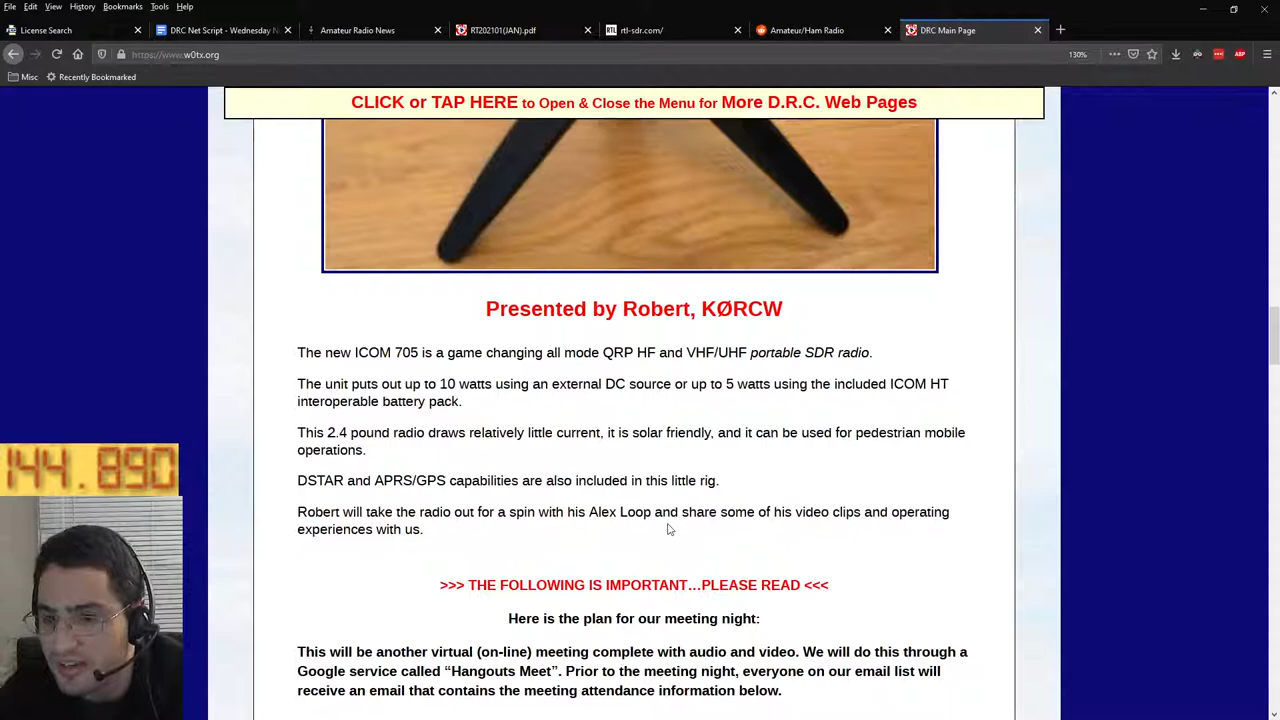 File Edit View History Bookmarks Tools Help
License Search
DRC Net Script - Wednesday N
Amateur Radio News
RT202101(JAN).pdf
RTL rtl-sdr.com/
Amateur/Ham Radio
DRC Main Page
https://www.w0tx.org
130%
ABP
Misc
Recently Bookmarked
CLICK or TAP HERE to Open & Close the Menu for More D.R.C. Web Pages
Presented by Robert, KØRCW
The new ICOM 705 is a game changing all mode QRP HF and VHF/UHF portable SDR radio.
The unit puts out up to 10 watts using an external DC source or up to 5 watts using the included ICOM HT
interoperable battery pack.
This 2.4 pound radio draws relatively little current, it is solar friendly, and it can be used for pedestrian mobile
operations.
DSTAR and APRS/GPS capabilities are also included in this little rig.
Robert will take the radio out for a spin with his Alex Loop and share some of his video clips and operating
experiences with us.
144.890
>>> THE FOLLOWING IS IMPORTANT…PLEASE READ <<<
Here is the plan for our meeting night:
This will be another virtual (on-line) meeting complete with audio and video. We will do this through a
Google service called “Hangouts Meet”. Prior to the meeting night, everyone on our email list will
receive an email that contains the meeting attendance information below.